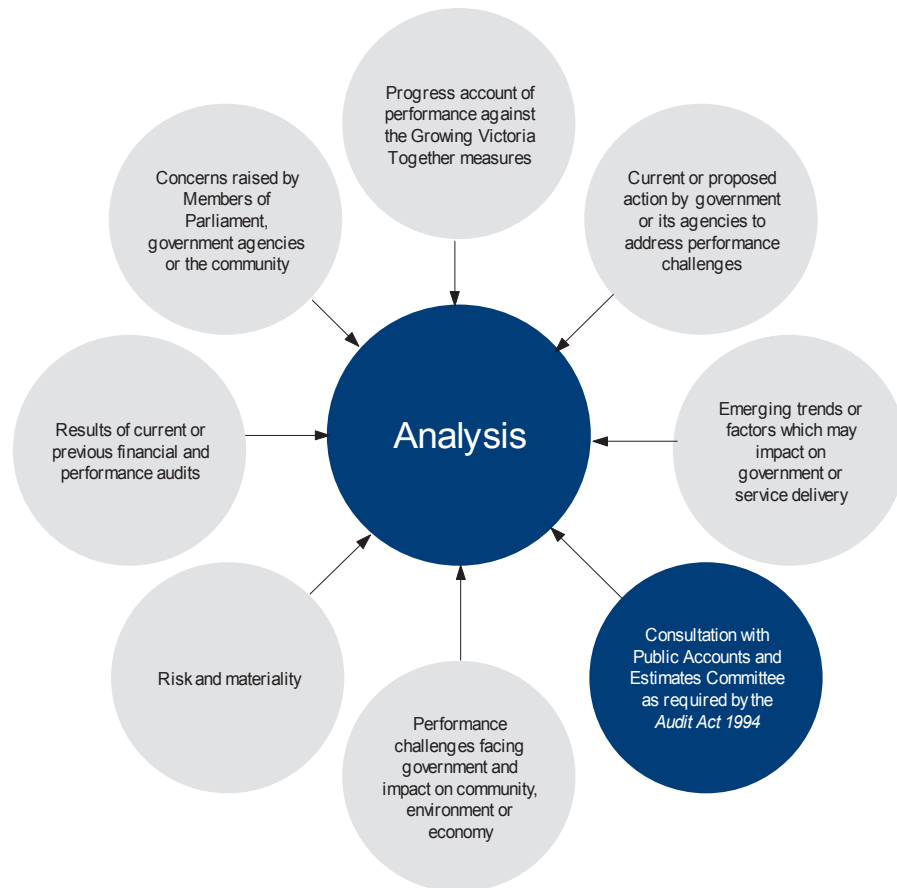 Progress account of
performance against
the Growing Victoria
Together measures
Concerns raised by
Members of
Parliament,
government agencies
or the community
Current or proposed
action by government
or its agencies to
address performance
challenges
Results of current or
previous financial and
performance audits
Analysis
Emerging trends or
factors which may
impact on
government or
service delivery
Risk and materiality
Performance
challenges facing
government and
impact on community,
environment or
economy
Consultation with
Public Accounts and
Estimates Committee
as required by the
Audit Act 1994